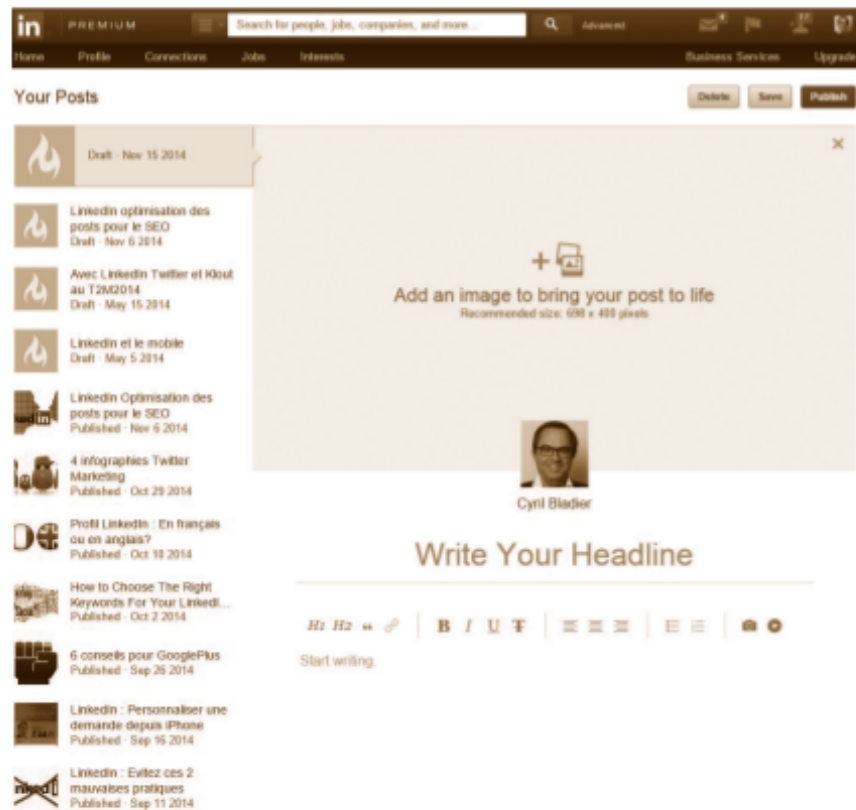 in PREMIUM Search for people, jobs, companies, and more... Advanced
Home Profile Connections Jobs Interests Business Services Upgrade
Your Posts Delete Save Publish
Draft · Nov 15 2014
LinkedIn optimisation des
posts pour le SEO
Draft · Nov 6 2014
Avec LinkedIn Twitter et Klout
au T2M2014
Draft · May 15 2014
LinkedIn et le mobile
Draft · May 5 2014
LinkedIn Optimisation des
posts pour le SEO
Published · Nov 6 2014
4 infographies Twitter
Marketing
Published · Oct 29 2014
Profil LinkedIn : En français
ou en anglais?
Published · Oct 10 2014
How to Choose The Right
Keywords For Your LinkedI...
Published · Oct 2 2014
6 conseils pour GooglePlus
Published · Sep 26 2014
LinkedIn : Personnaliser une
demande depuis iPhone
Published · Sep 16 2014
LinkedIn : Evitez ces 2
mauvaises pratiques
Published · Sep 11 2014
Add an image to bring your post to life
Recommended size: 698 x 400 pixels
Cyril Bladier
Write Your Headline
H1 H2 “ B I U T
Start writing.